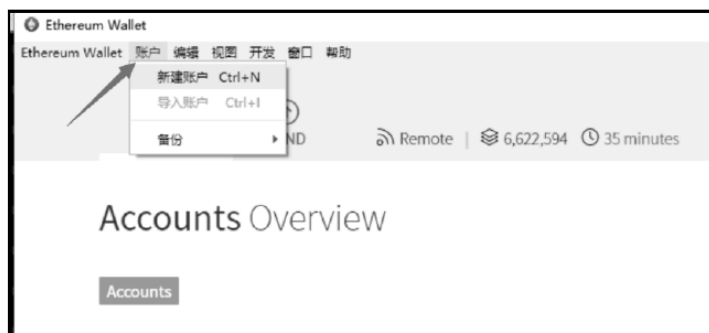 Ethereum Wallet
Ethereum Wallet 账户 编辑 视图 开发 窗口 帮助
新建账户 Ctrl+N
导入账户 Ctrl+I
备份
ND
Remote | 6,622,594 35 minutes
Accounts Overview
Accounts